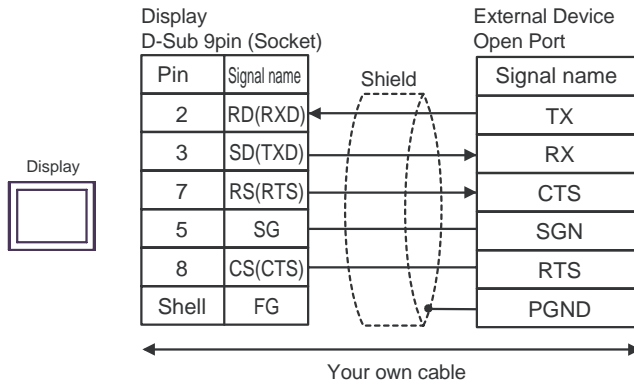 Display
D-Sub 9pin (Socket)
External Device
Open Port
Pin Signal name
Shield
Signal name
2 RD(RXD) TX
3 SD(TXD) RX
Display
7 RS(RTS) CTS
5 SG SGN
8 CS(CTS) RTS
Shell FG PGND
Your own cable